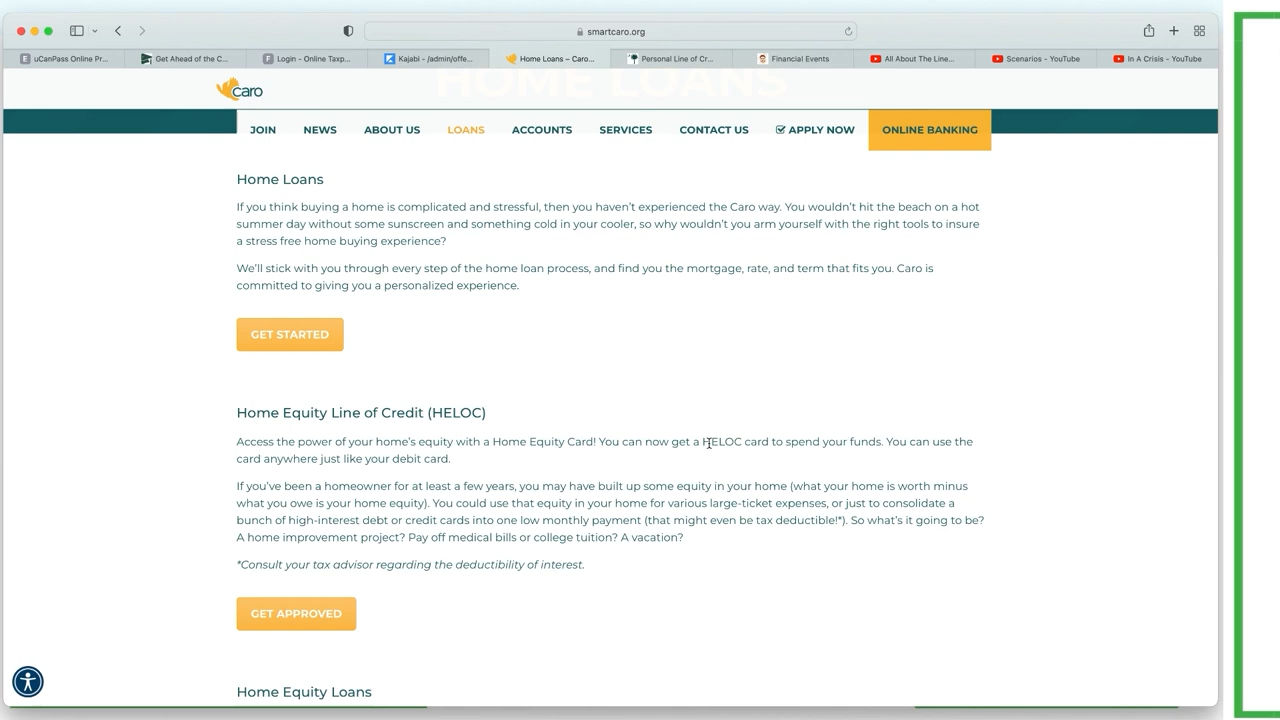 smartcaro.org
uCanPass Online Pr...
Get Ahead of the C...
Login - Online Taxp...
Kajabi - /admin/offe...
Home Loans – Caro...
Personal Line of Cr...
Financial Events
All About The Line...
Scenarios - YouTube
In A Crisis - YouTube
HOME LOANS
caro
JOIN NEWS ABOUT US LOANS ACCOUNTS SERVICES CONTACT US APPLY NOW ONLINE BANKING
Home Loans
If you think buying a home is complicated and stressful, then you haven't experienced the Caro way. You wouldn't hit the beach on a hot
summer day without some sunscreen and something cold in your cooler, so why wouldn't you arm yourself with the right tools to insure
a stress free home buying experience?
We'll stick with you through every step of the home loan process, and find you the mortgage, rate, and term that fits you. Caro is
committed to giving you a personalized experience.
GET STARTED
Home Equity Line of Credit (HELOC)
Access the power of your home's equity with a Home Equity Card! You can now get a HELOC card to spend your funds. You can use the
card anywhere just like your debit card.
If you've been a homeowner for at least a few years, you may have built up some equity in your home (what your home is worth minus
what you owe is your home equity). You could use that equity in your home for various large-ticket expenses, or just to consolidate a
bunch of high-interest debt or credit cards into one low monthly payment (that might even be tax deductible!*). So what's it going to be?
A home improvement project? Pay off medical bills or college tuition? A vacation?
*Consult your tax advisor regarding the deductibility of interest.
GET APPROVED
Home Equity Loans